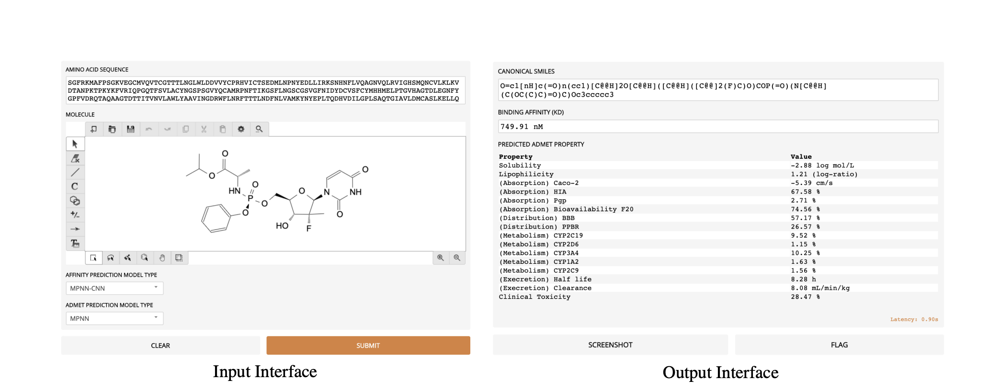 AMINO ACID SEQUENCE
SGFRKMAFPSGKVEGCMVQVTCGTTTLNGLWLDDVVYCPRHVICTSEDMLNPNYEDLLIRKSNHNFLVQAGNVQLRVIGHSMQNCVLKLKV
DTANPKTPKYKFVRIQPGQTFSVLACYNGSPSGVYQCAMRPNFTIKGSFLNGSCGSVGFNIDYDCVSFCYMHHMELPTGVHAGTDLEGNFY
GPFVDRQTAQAAGTDTTITVNVLAWLYAAVINGDRWFLNRFTTTLNDFNLVAMKYNYEPLTQDHVDILGPLSAQTGIAVLDMCASLKELLQ
MOLECULE
C
+/-
T
O
O
HN
O
P
O
O
O
N
O
NH
O
HO
F
AFFINITY PREDICTION MODEL TYPE
MPNN-CNN
ADMET PREDICTION MODEL TYPE
MPNN
CLEAR
SUBMIT
Input Interface
CANONICAL SMILES
O=c1[nH]c(=O)n(cc1)[C@@H]2O[C@@H]([C@@H]([C@@]2(F)C)O)COP(=O)(N[C@@H]
(C(OC(C)C)=O)C)Oc3ccccc3
BINDING AFFINITY (KD)
749.91 nM
PREDICTED ADMET PROPERTY
Property Value
Solubility -2.88 log mol/L
Lipophilicity 1.21 (log-ratio)
(Absorption) Caco-2 -5.39 cm/s
(Absorption) HIA 67.58 %
(Absorption) Pgp 2.71 %
(Absorption) Bioavailability F20 74.56 %
(Distribution) BBB 57.17 %
(Distribution) PPBR 26.57 %
(Metabolism) CYP2C19 9.52 %
(Metabolism) CYP2D6 1.15 %
(Metabolism) CYP3A4 10.25 %
(Metabolism) CYP1A2 1.63 %
(Metabolism) CYP2C9 1.56 %
(Execretion) Half life 8.28 h
(Execretion) Clearance 8.08 mL/min/kg
Clinical Toxicity 28.47 %
Latency: 0.90s
SCREENSHOT
FLAG
Output Interface